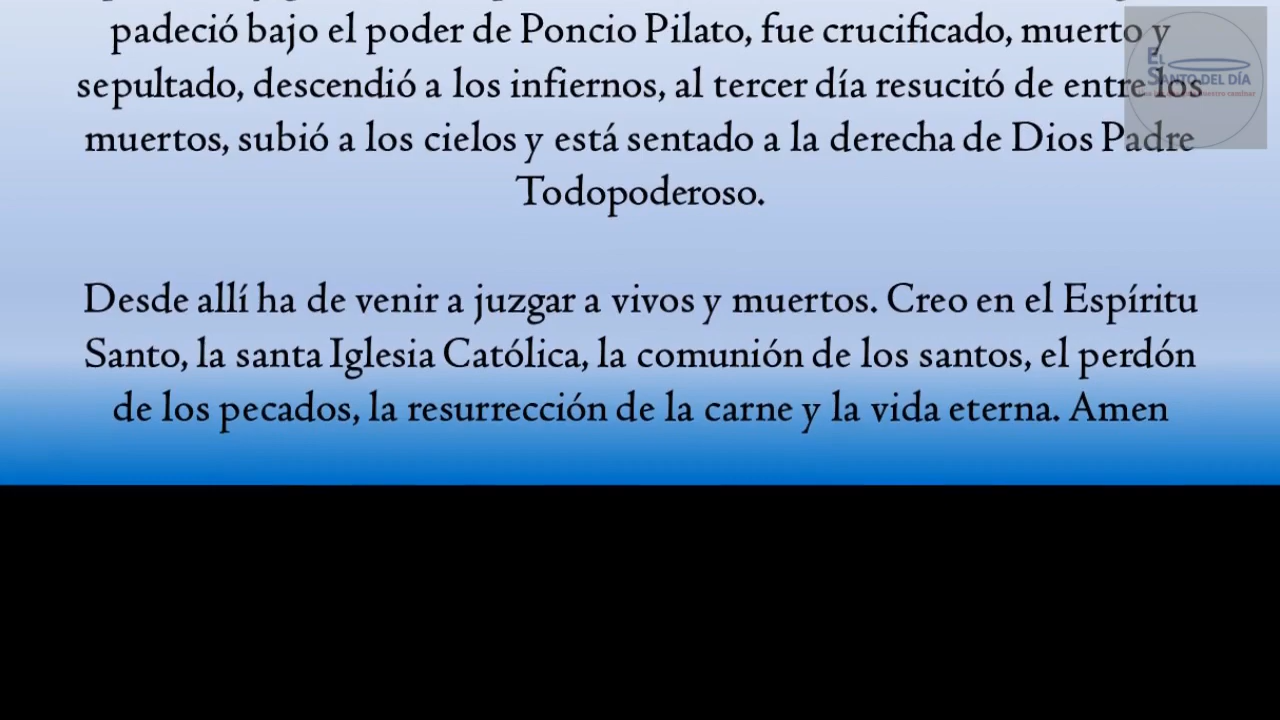 padeció bajo el poder de Poncio Pilato, fue crucificado, muerto y
sepultado, descendió a los infiernos, al tercer día resucitó de entre los
muertos, subió a los cielos y está sentado a la derecha de Dios Padre
Todopoderoso.
Desde allí ha de venir a juzgar a vivos y muertos. Creo en el Espíritu
Santo, la santa Iglesia Católica, la comunión de los santos, el perdón
de los pecados, la resurrección de la carne y la vida eterna. Amen
EL
SANTO DEL DÍA